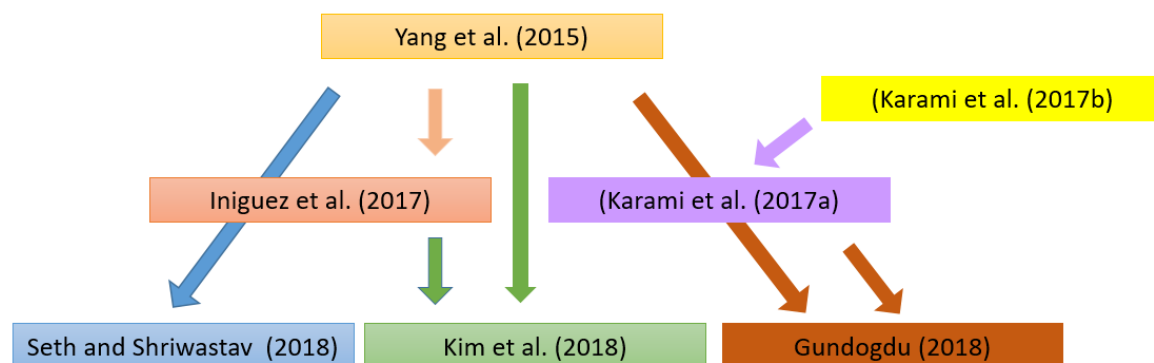 Yang et al. (2015)
(Karami et al. (2017b)
Iniguez et al. (2017)
(Karami et al. (2017a)
Seth and Shriwastav (2018)
Kim et al. (2018)
Gundogdu (2018)